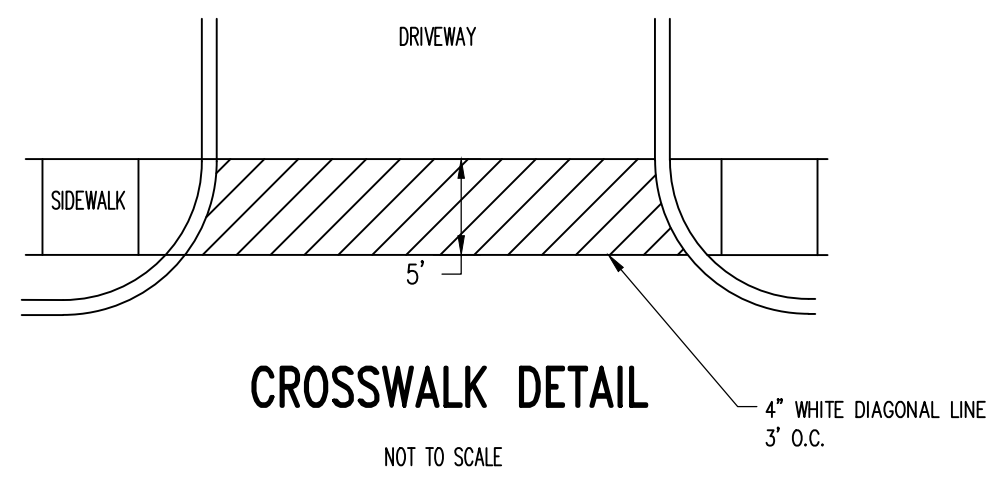 DRIVEWAY
SIDEWALK
5'
CROSSWALK DETAIL
4" WHITE DIAGONAL LINE
3' O.C.
NOT TO SCALE